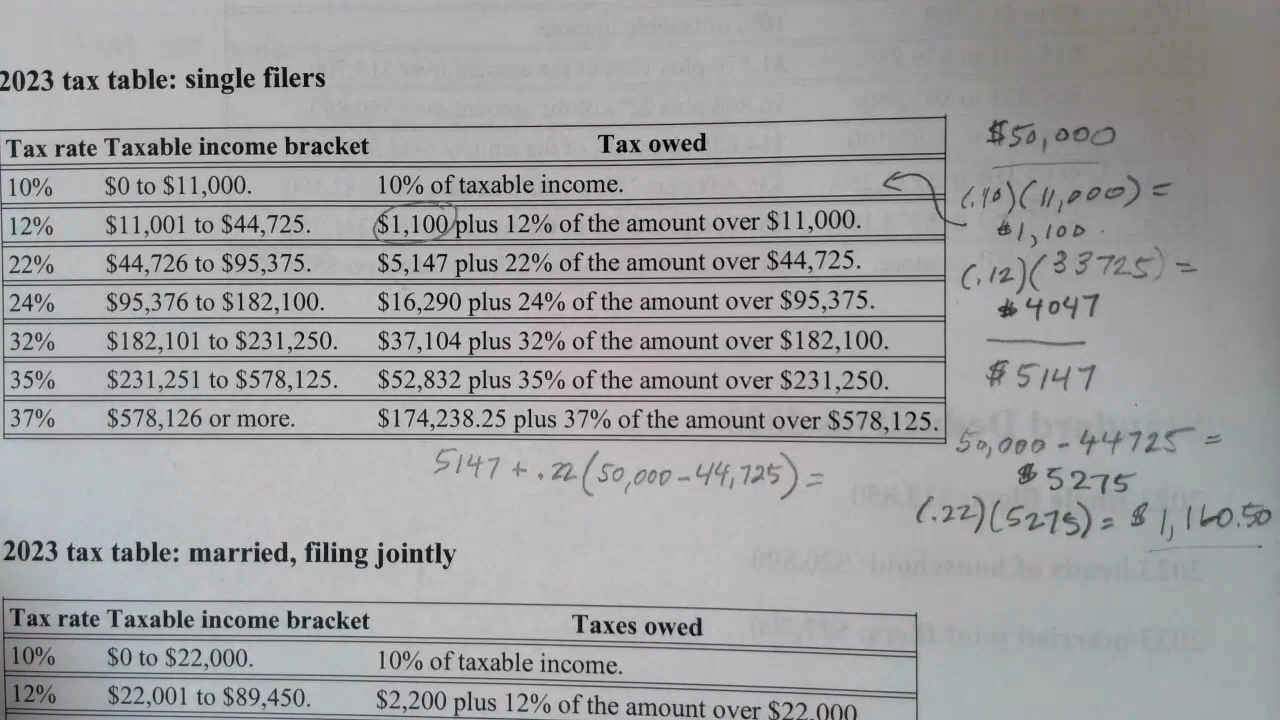 2023 tax table: single filers
Tax rate Taxable income bracket Tax owed
10% $0 to $11,000. 10% of taxable income.
12% $11,001 to $44,725. $1,100 plus 12% of the amount over $11,000.
22% $44,726 to $95,375. $5,147 plus 22% of the amount over $44,725.
24% $95,376 to $182,100. $16,290 plus 24% of the amount over $95,375.
32% $182,101 to $231,250. $37,104 plus 32% of the amount over $182,100.
35% $231,251 to $578,125. $52,832 plus 35% of the amount over $231,250.
37% $578,126 or more. $174,238.25 plus 37% of the amount over $578,125.
$50,000
(.10)(11,000) =
$1,100
(.12)(33725) =
$4047
$5147
50,000 - 44725 =
$5275
(.22)(5275) = $1,160.50
5147 + .22(50,000-44,725) =
2023 tax table: married, filing jointly
Tax rate Taxable income bracket Taxes owed
10% $0 to $22,000. 10% of taxable income.
12% $22,001 to $89,450. $2,200 plus 12% of the amount over $22,000